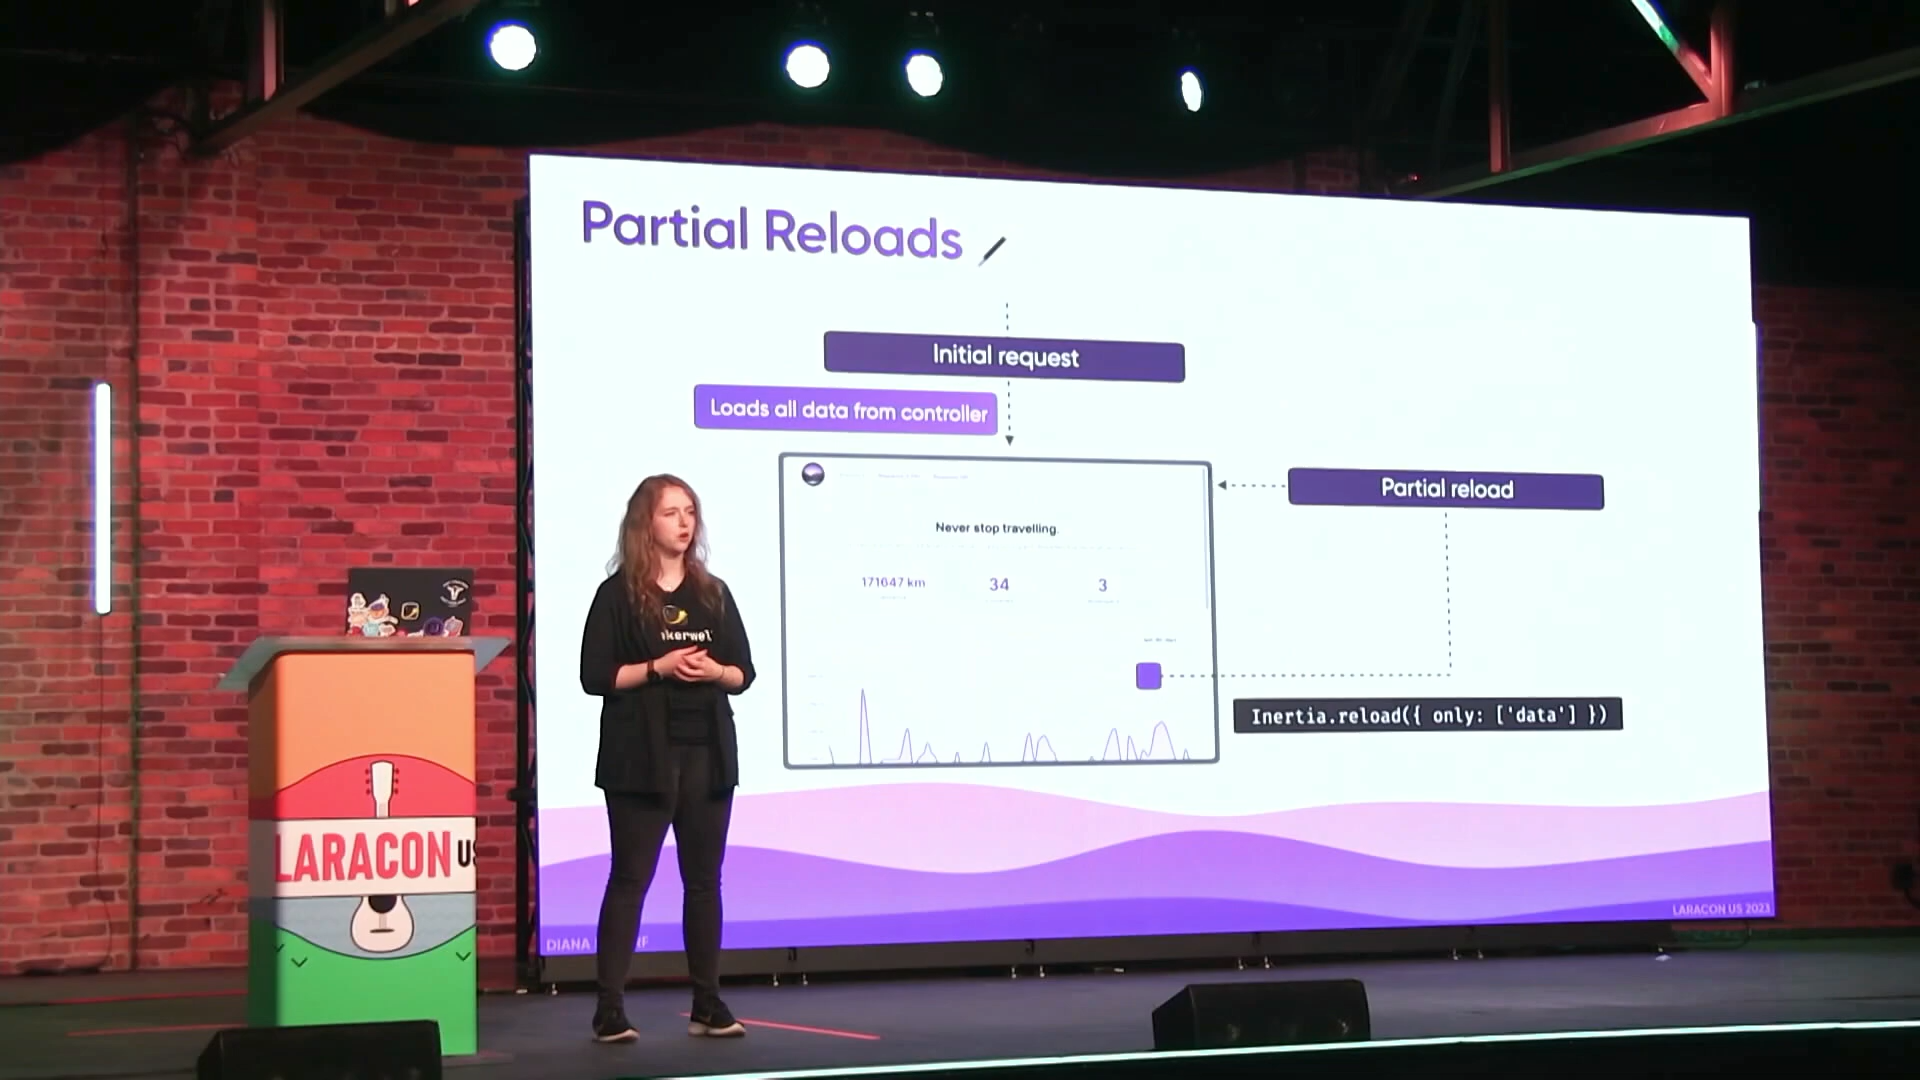 Partial Reloads
Initial request
Loads all data from controller
Partial reload
Never stop travelling.
171647 km
34
3
Inertia.reload({ only: ['data'] })
LARACON US
DIANA
LARACON US 2023